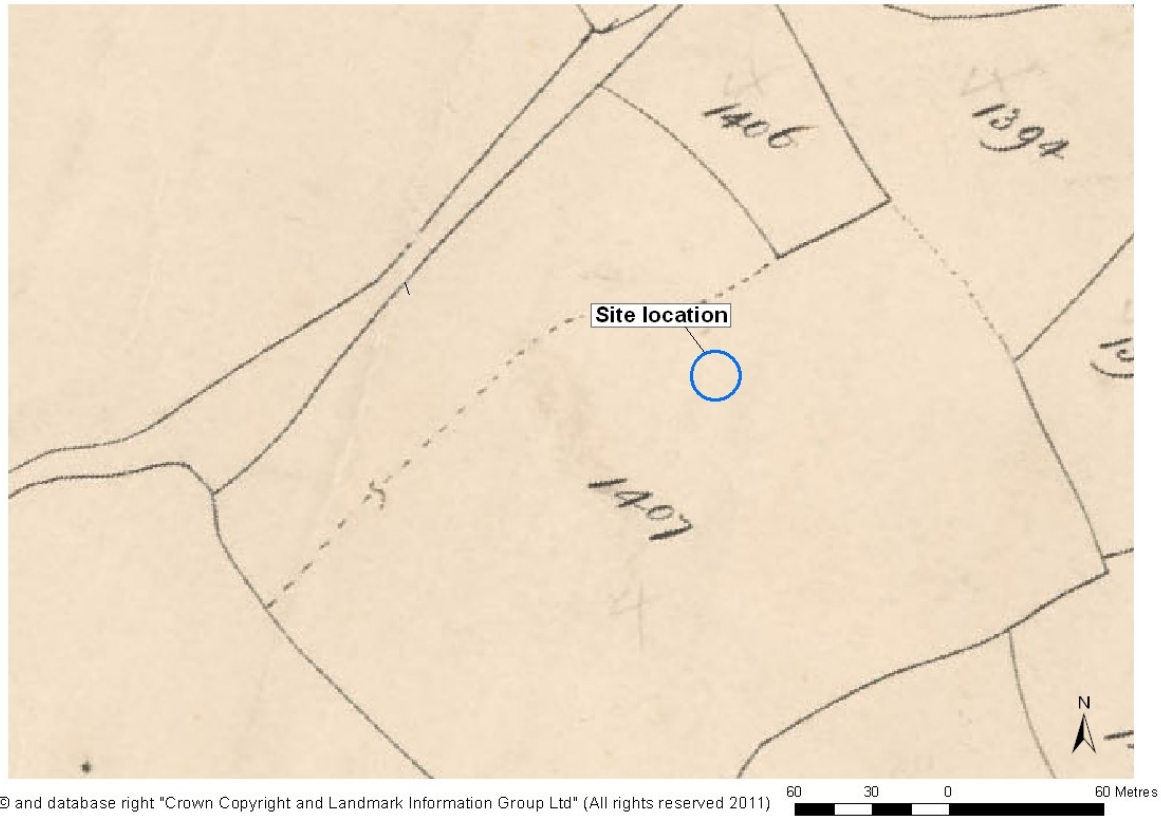 1406
1394
Site location
1407
N
© and database right "Crown Copyright and Landmark Information Group Ltd" (All rights reserved 2011)
60 30 0 60 Metres